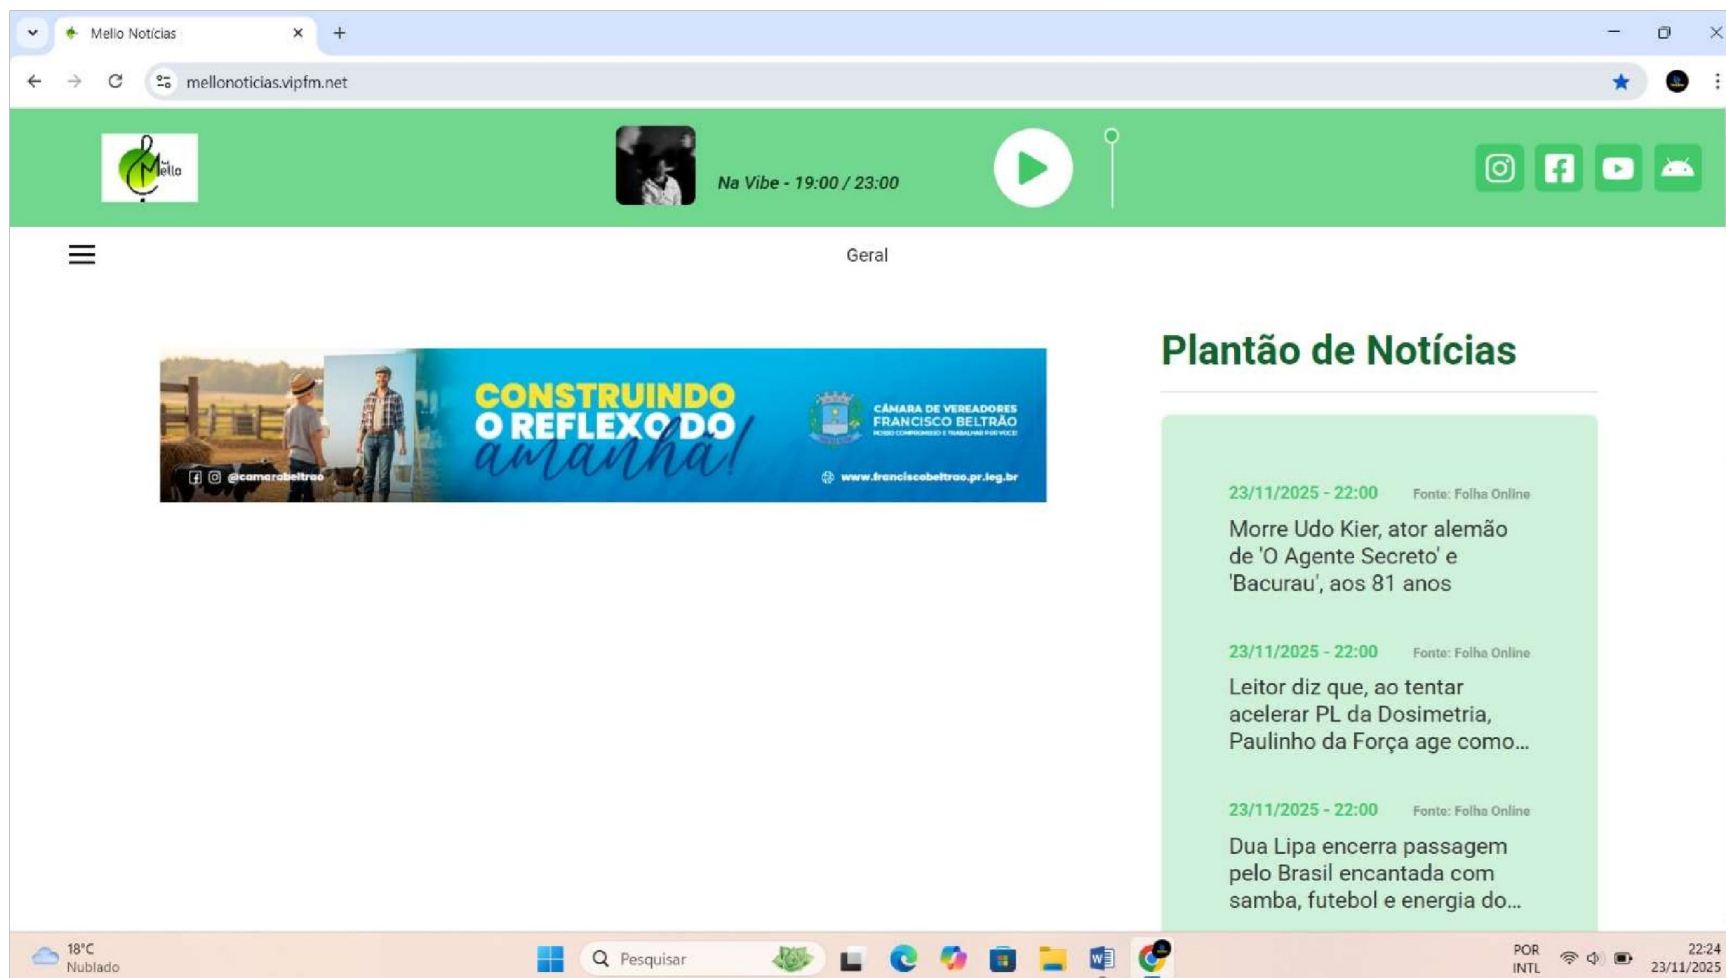 Mello Notícias
mellonoticias.vipfm.net
Mello
Na Vibe - 19:00 / 23:00
Geral
CONSTRUINDO
O REFLEXO DO
amanhã!
@camarabeltrao
CÂMARA DE VEREADORES
FRANCISCO BELTRÃO
NOSSO COMPROMISSO É TRABALHAR POR VOCÊ!
www.franciscobeltrao.pr.leg.br
Plantão de Notícias
23/11/2025 - 22:00 Fonte: Folha Online
Morre Udo Kier, ator alemão
de 'O Agente Secreto' e
'Bacurau', aos 81 anos
23/11/2025 - 22:00 Fonte: Folha Online
Leitor diz que, ao tentar
acelerar PL da Dosimetria,
Paulinho da Força age como...
23/11/2025 - 22:00 Fonte: Folha Online
Dua Lipa encerra passagem
pelo Brasil encantada com
samba, futebol e energia do...
18°C
Nublado
Pesquisar
POR
INTL
22:24
23/11/2025